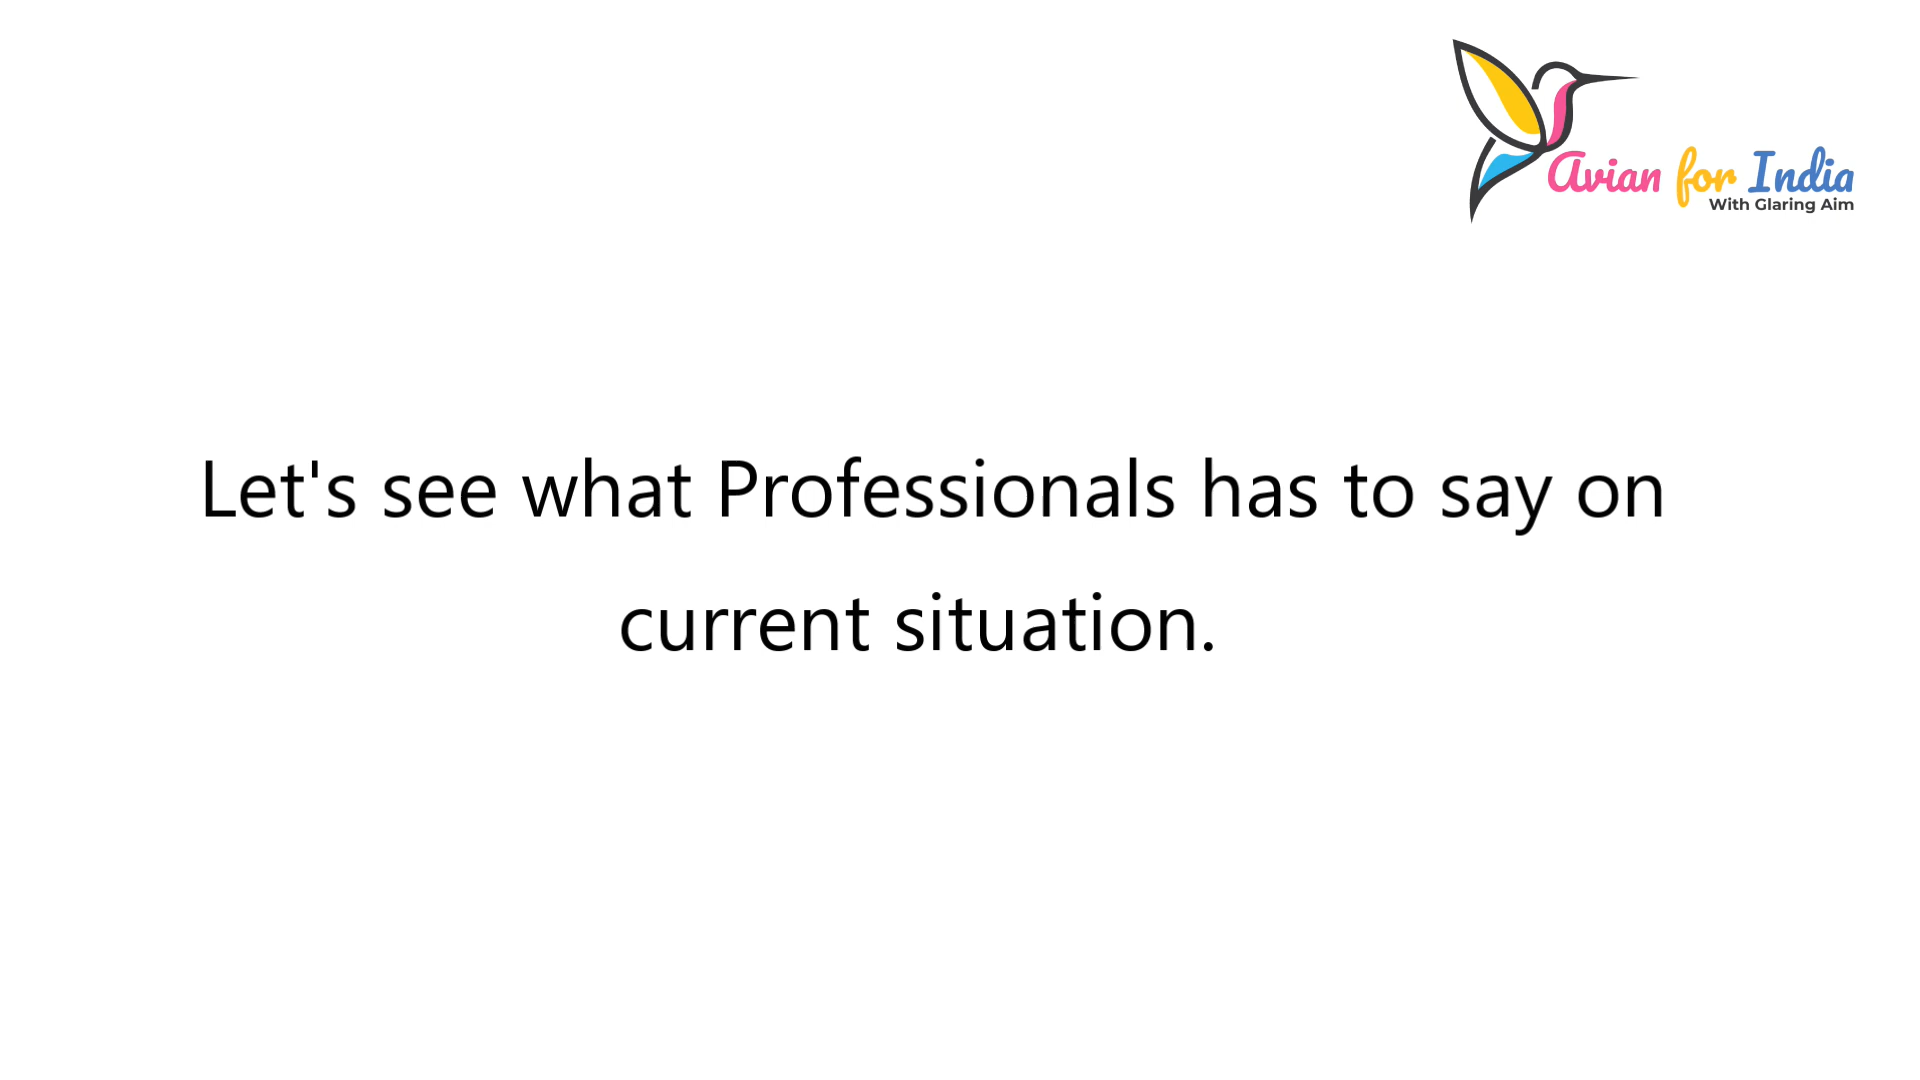 Avian for India
With Glaring Aim
Let's see what Professionals has to say on
current situation.